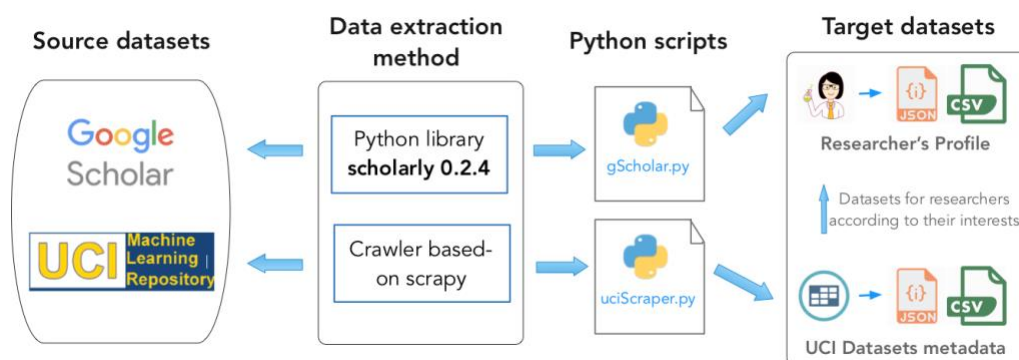 Source datasets
Data extraction
method
Python scripts
Target datasets
Google
Scholar
UCI
Machine
Learning
Repository
Python library
scholarly 0.2.4
Crawler based-
on scrapy
gScholar.py
uciScraper.py
{i}
JSON
CSV
Researcher's Profile
Datasets for researchers
according to their interests
{i}
JSON
CSV
UCI Datasets metadata